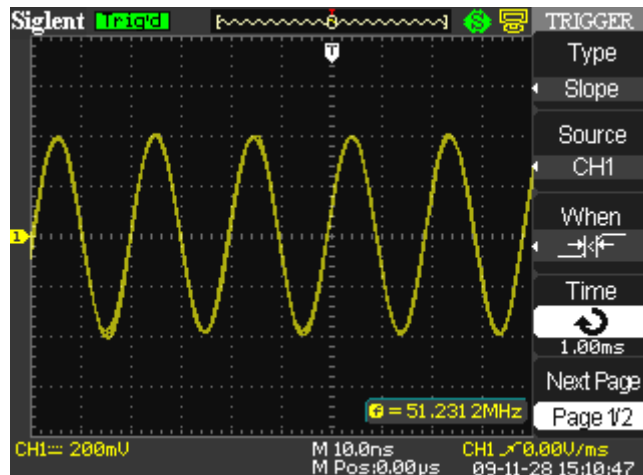 Siglent Trig'd TRIGGER
T
Type
Slope
Source
CH1
1
When
Time
1.00ms
Next Page
f = 51.2312MHz
Page 1/2
CH1 200mV M 10.0ns CH1 0.00V/ms
M Pos:0.00µs 09-11-28 15:10:47